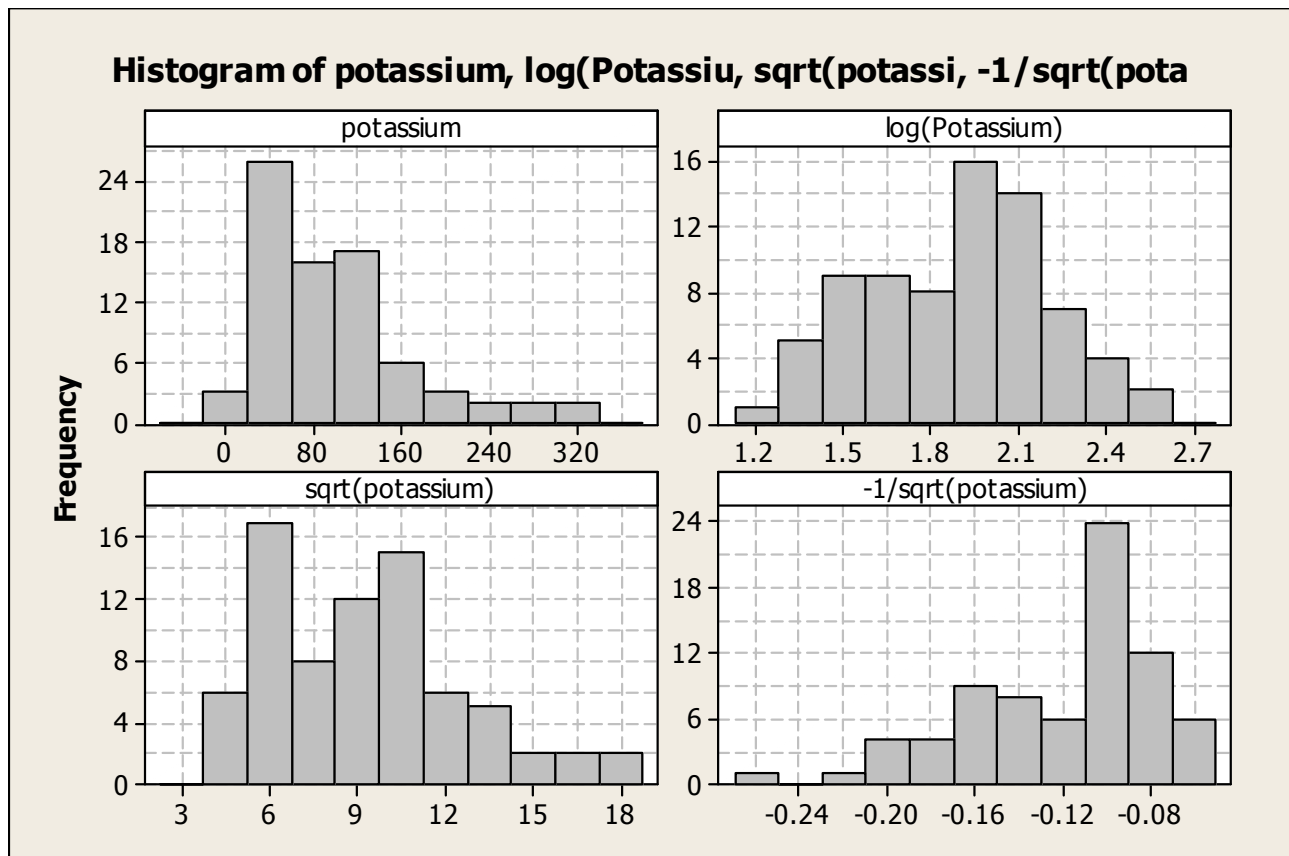 Histogram of potassium, log(Potassiu, sqrt(potassi, -1/sqrt(pota
Frequency
potassium
24
18
12
6
0
0 80 160 240 320
log(Potassium)
16
12
8
4
0
1.2 1.5 1.8 2.1 2.4 2.7
sqrt(potassium)
16
12
8
4
0
3 6 9 12 15 18
-1/sqrt(potassium)
24
18
12
6
0
-0.24 -0.20 -0.16 -0.12 -0.08